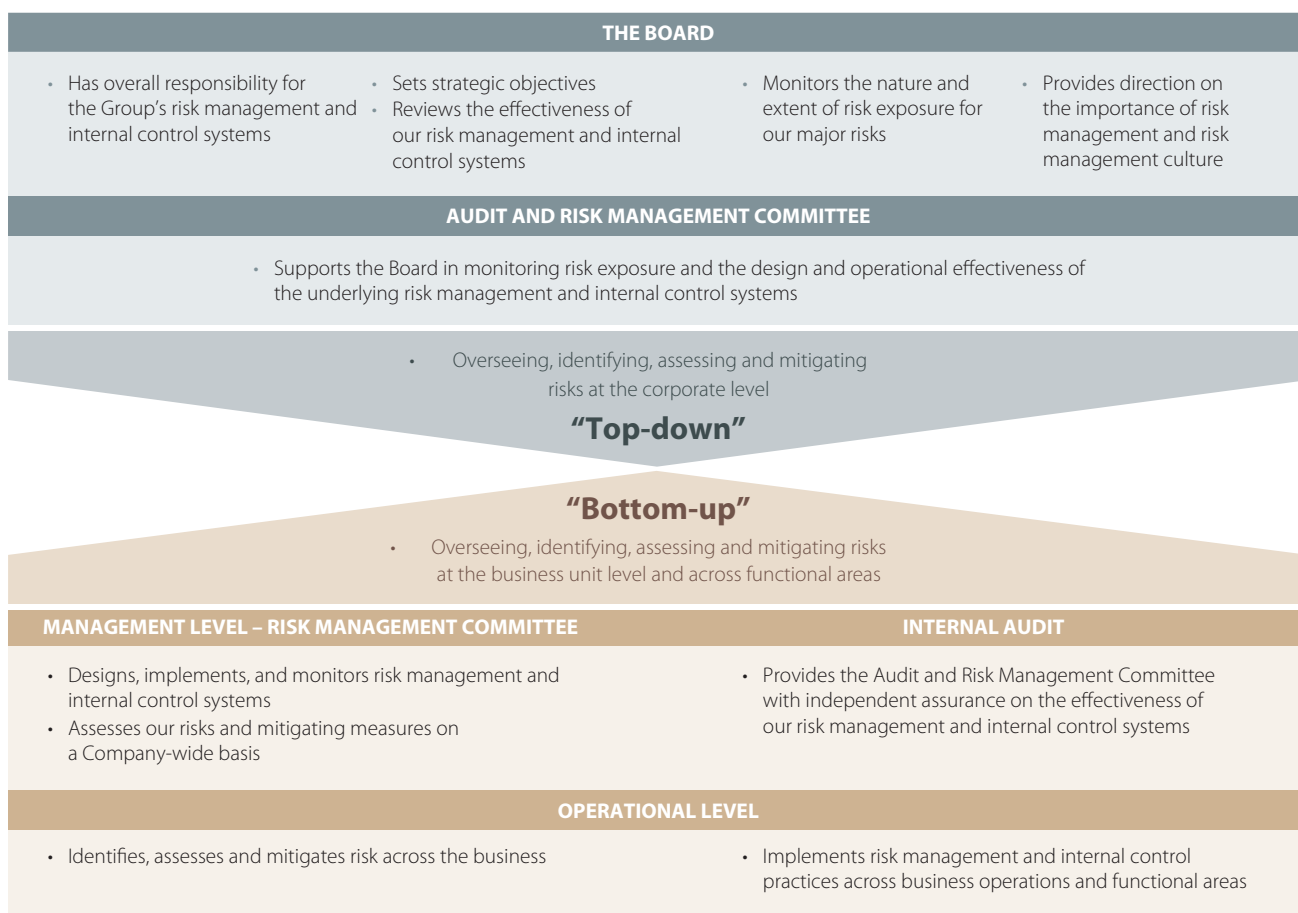 THE BOARD
• Has overall responsibility for
the Group’s risk management and
internal control systems
• Sets strategic objectives
• Reviews the effectiveness of
our risk management and internal
control systems
• Monitors the nature and
extent of risk exposure for
our major risks
• Provides direction on
the importance of risk
management and risk
management culture
AUDIT AND RISK MANAGEMENT COMMITTEE
• Supports the Board in monitoring risk exposure and the design and operational effectiveness of
the underlying risk management and internal control systems
• Overseeing, identifying, assessing and mitigating
risks at the corporate level
“Top-down”
“Bottom-up”
• Overseeing, identifying, assessing and mitigating risks
at the business unit level and across functional areas
MANAGEMENT LEVEL – RISK MANAGEMENT COMMITTEE
• Designs, implements, and monitors risk management and
internal control systems
• Assesses our risks and mitigating measures on
a Company-wide basis
INTERNAL AUDIT
• Provides the Audit and Risk Management Committee
with independent assurance on the effectiveness of
our risk management and internal control systems
OPERATIONAL LEVEL
• Identifies, assesses and mitigates risk across the business
• Implements risk management and internal control
practices across business operations and functional areas